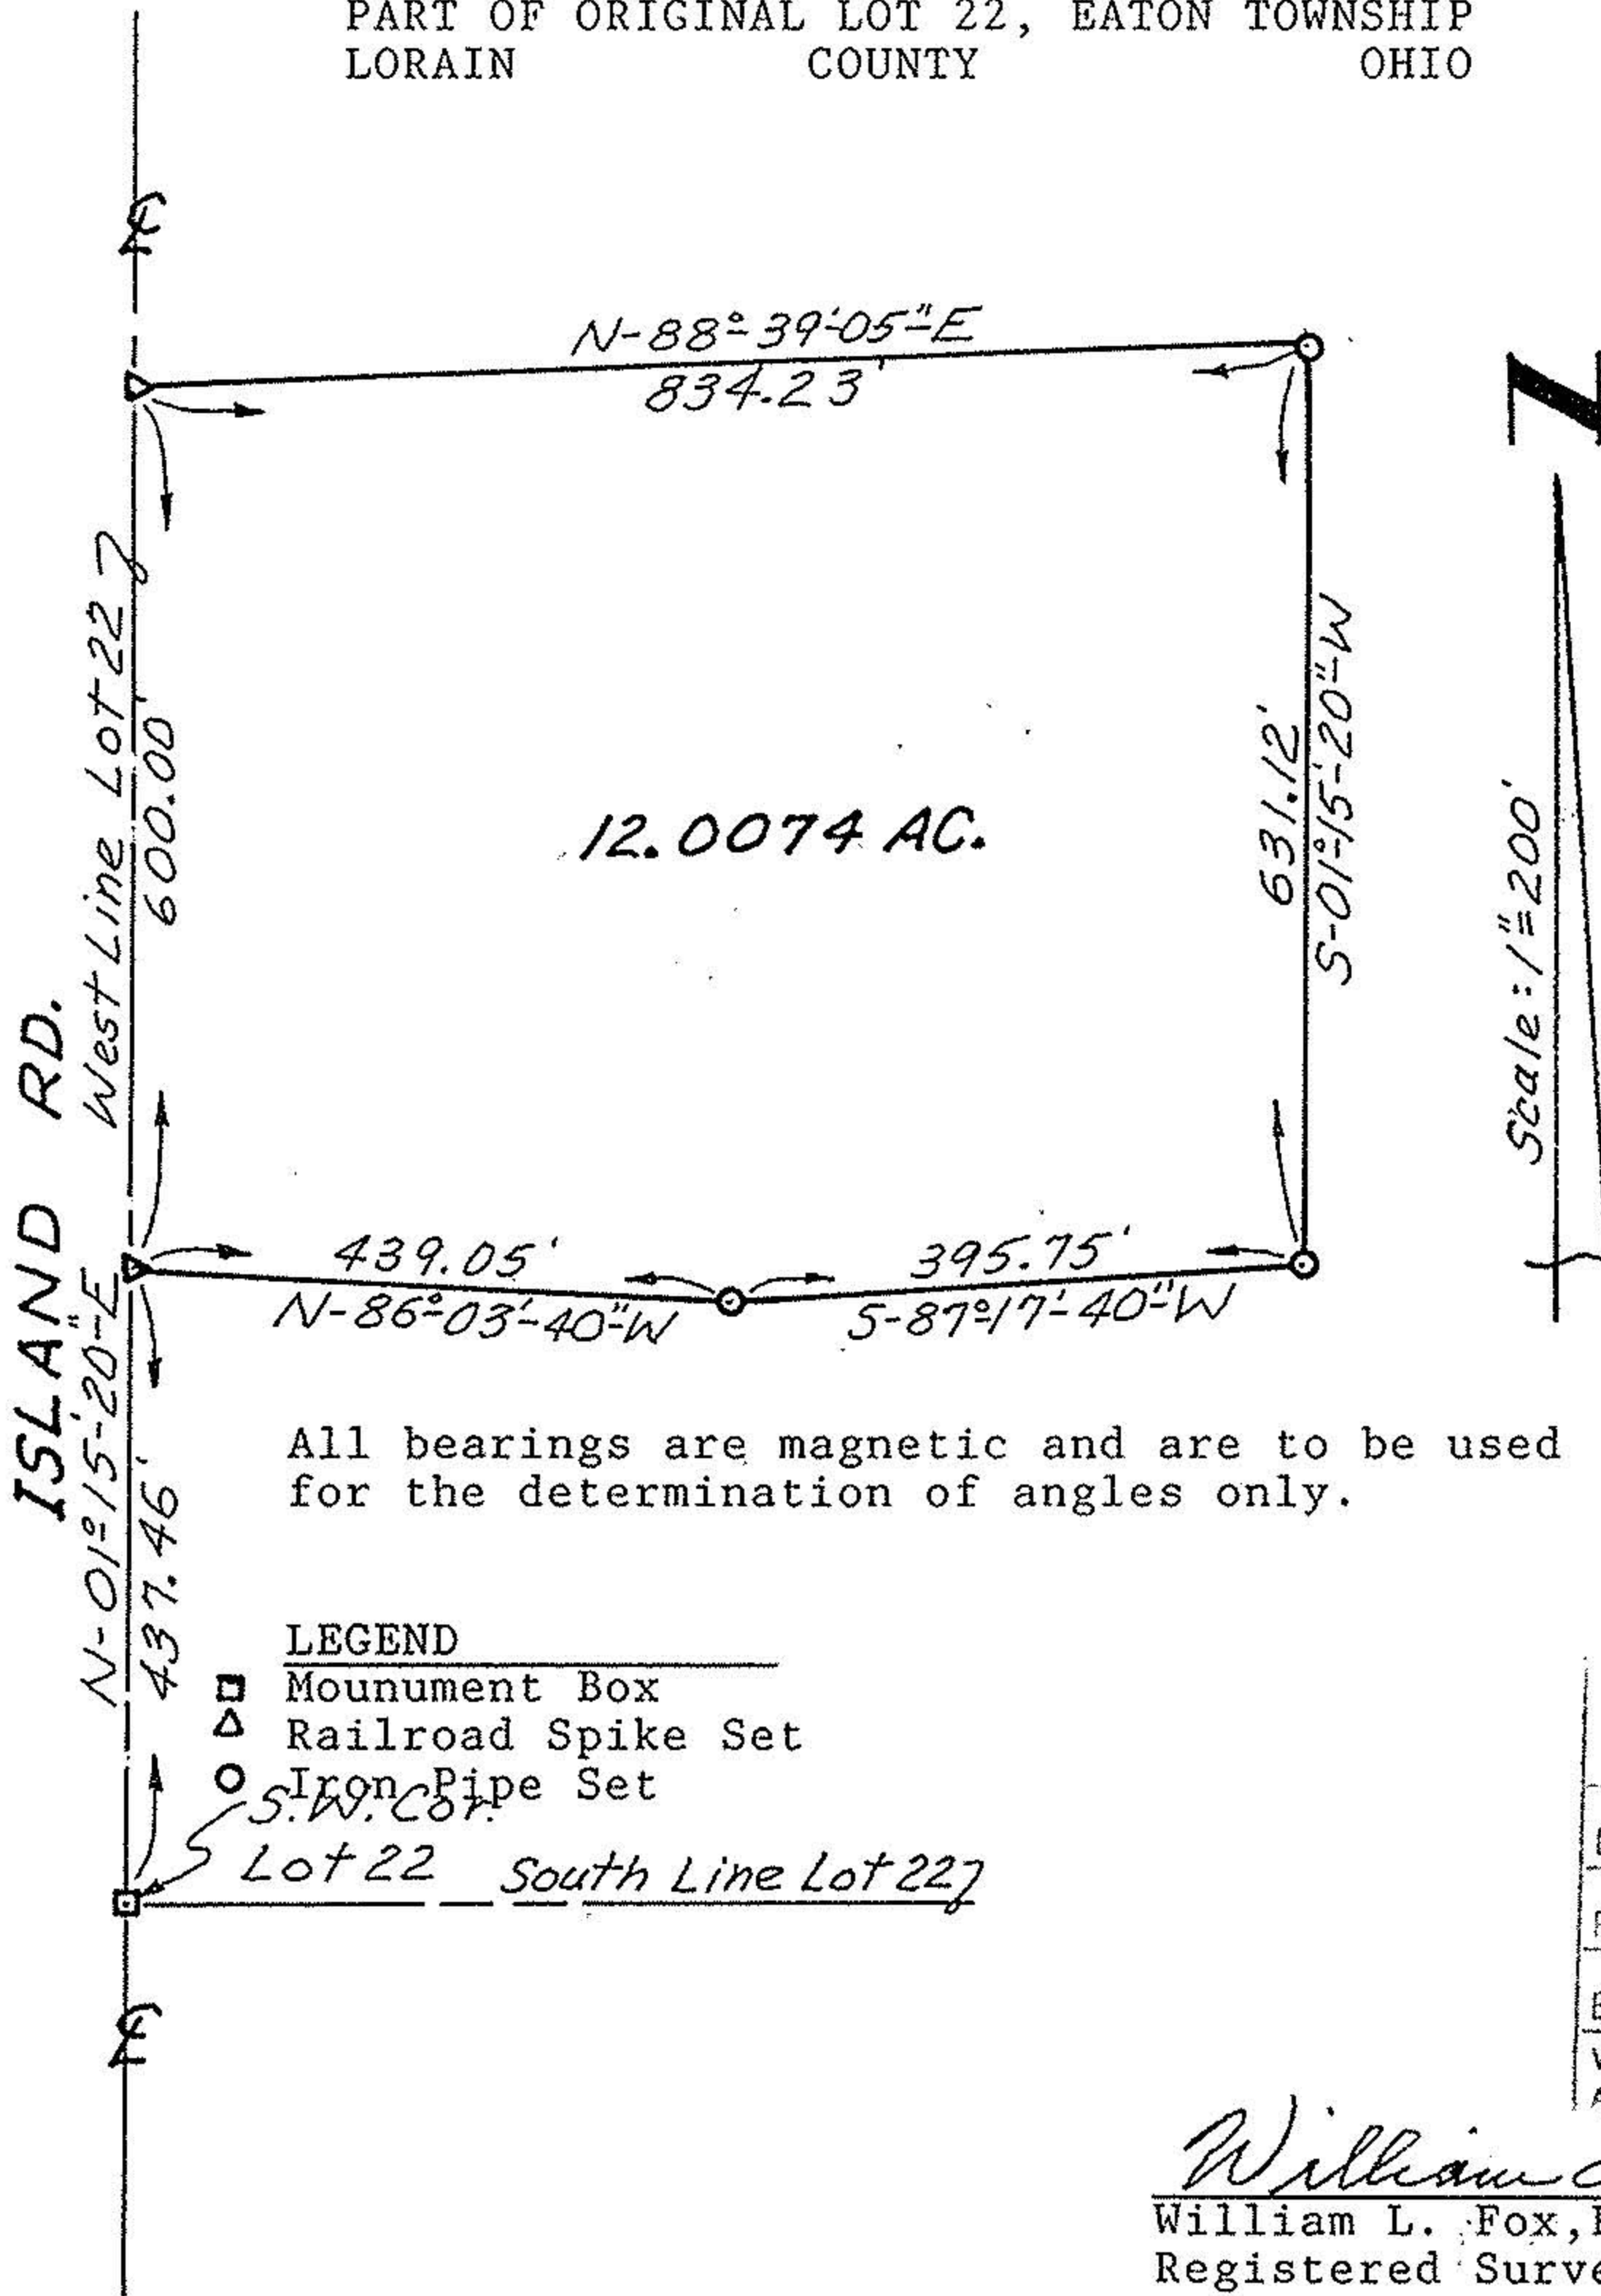 PART OF ORIGINAL LOT 22, EATON TOWNSHIP
LORAIN COUNTY OHIO
N-88°-39'-05"-E
834.23'
West Line Lot 22
600.00'
631.12'
S-01°-15'-20"-W
12.0074 AC.
Scale: 1"=200'
ISLAND RD.
439.05'
N-86°-03'-40"-W
395.75'
S-87°-17'-40"-W
N-01°-15'-20"-E
437.46'
All bearings are magnetic and are to be used
for the determination of angles only.
LEGEND
Mounument Box
Railroad Spike Set
Iron Pipe Set
S.W. Cor.
Lot 22
South Line Lot 22
William
William L. Fox,
Registered